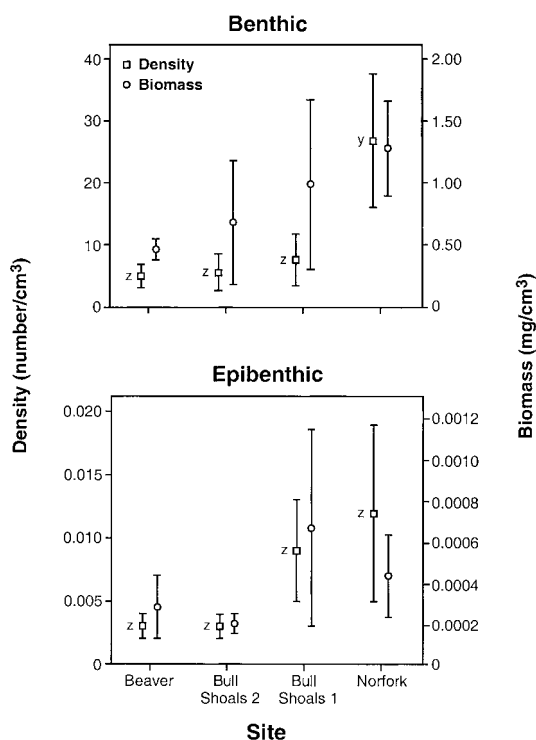 Benthic
Density
Biomass
40
30
20
10
0
2.00
1.50
1.00
0.50
0
z
z
z
y
Density (number/cm³)
Biomass (mg/cm³)
Epibenthic
0.020
0.015
0.010
0.005
0
0.0012
0.0010
0.0008
0.0006
0.0004
0.0002
0
z
z
z
z
Beaver
Bull
Shoals 2
Bull
Shoals 1
Norfork
Site